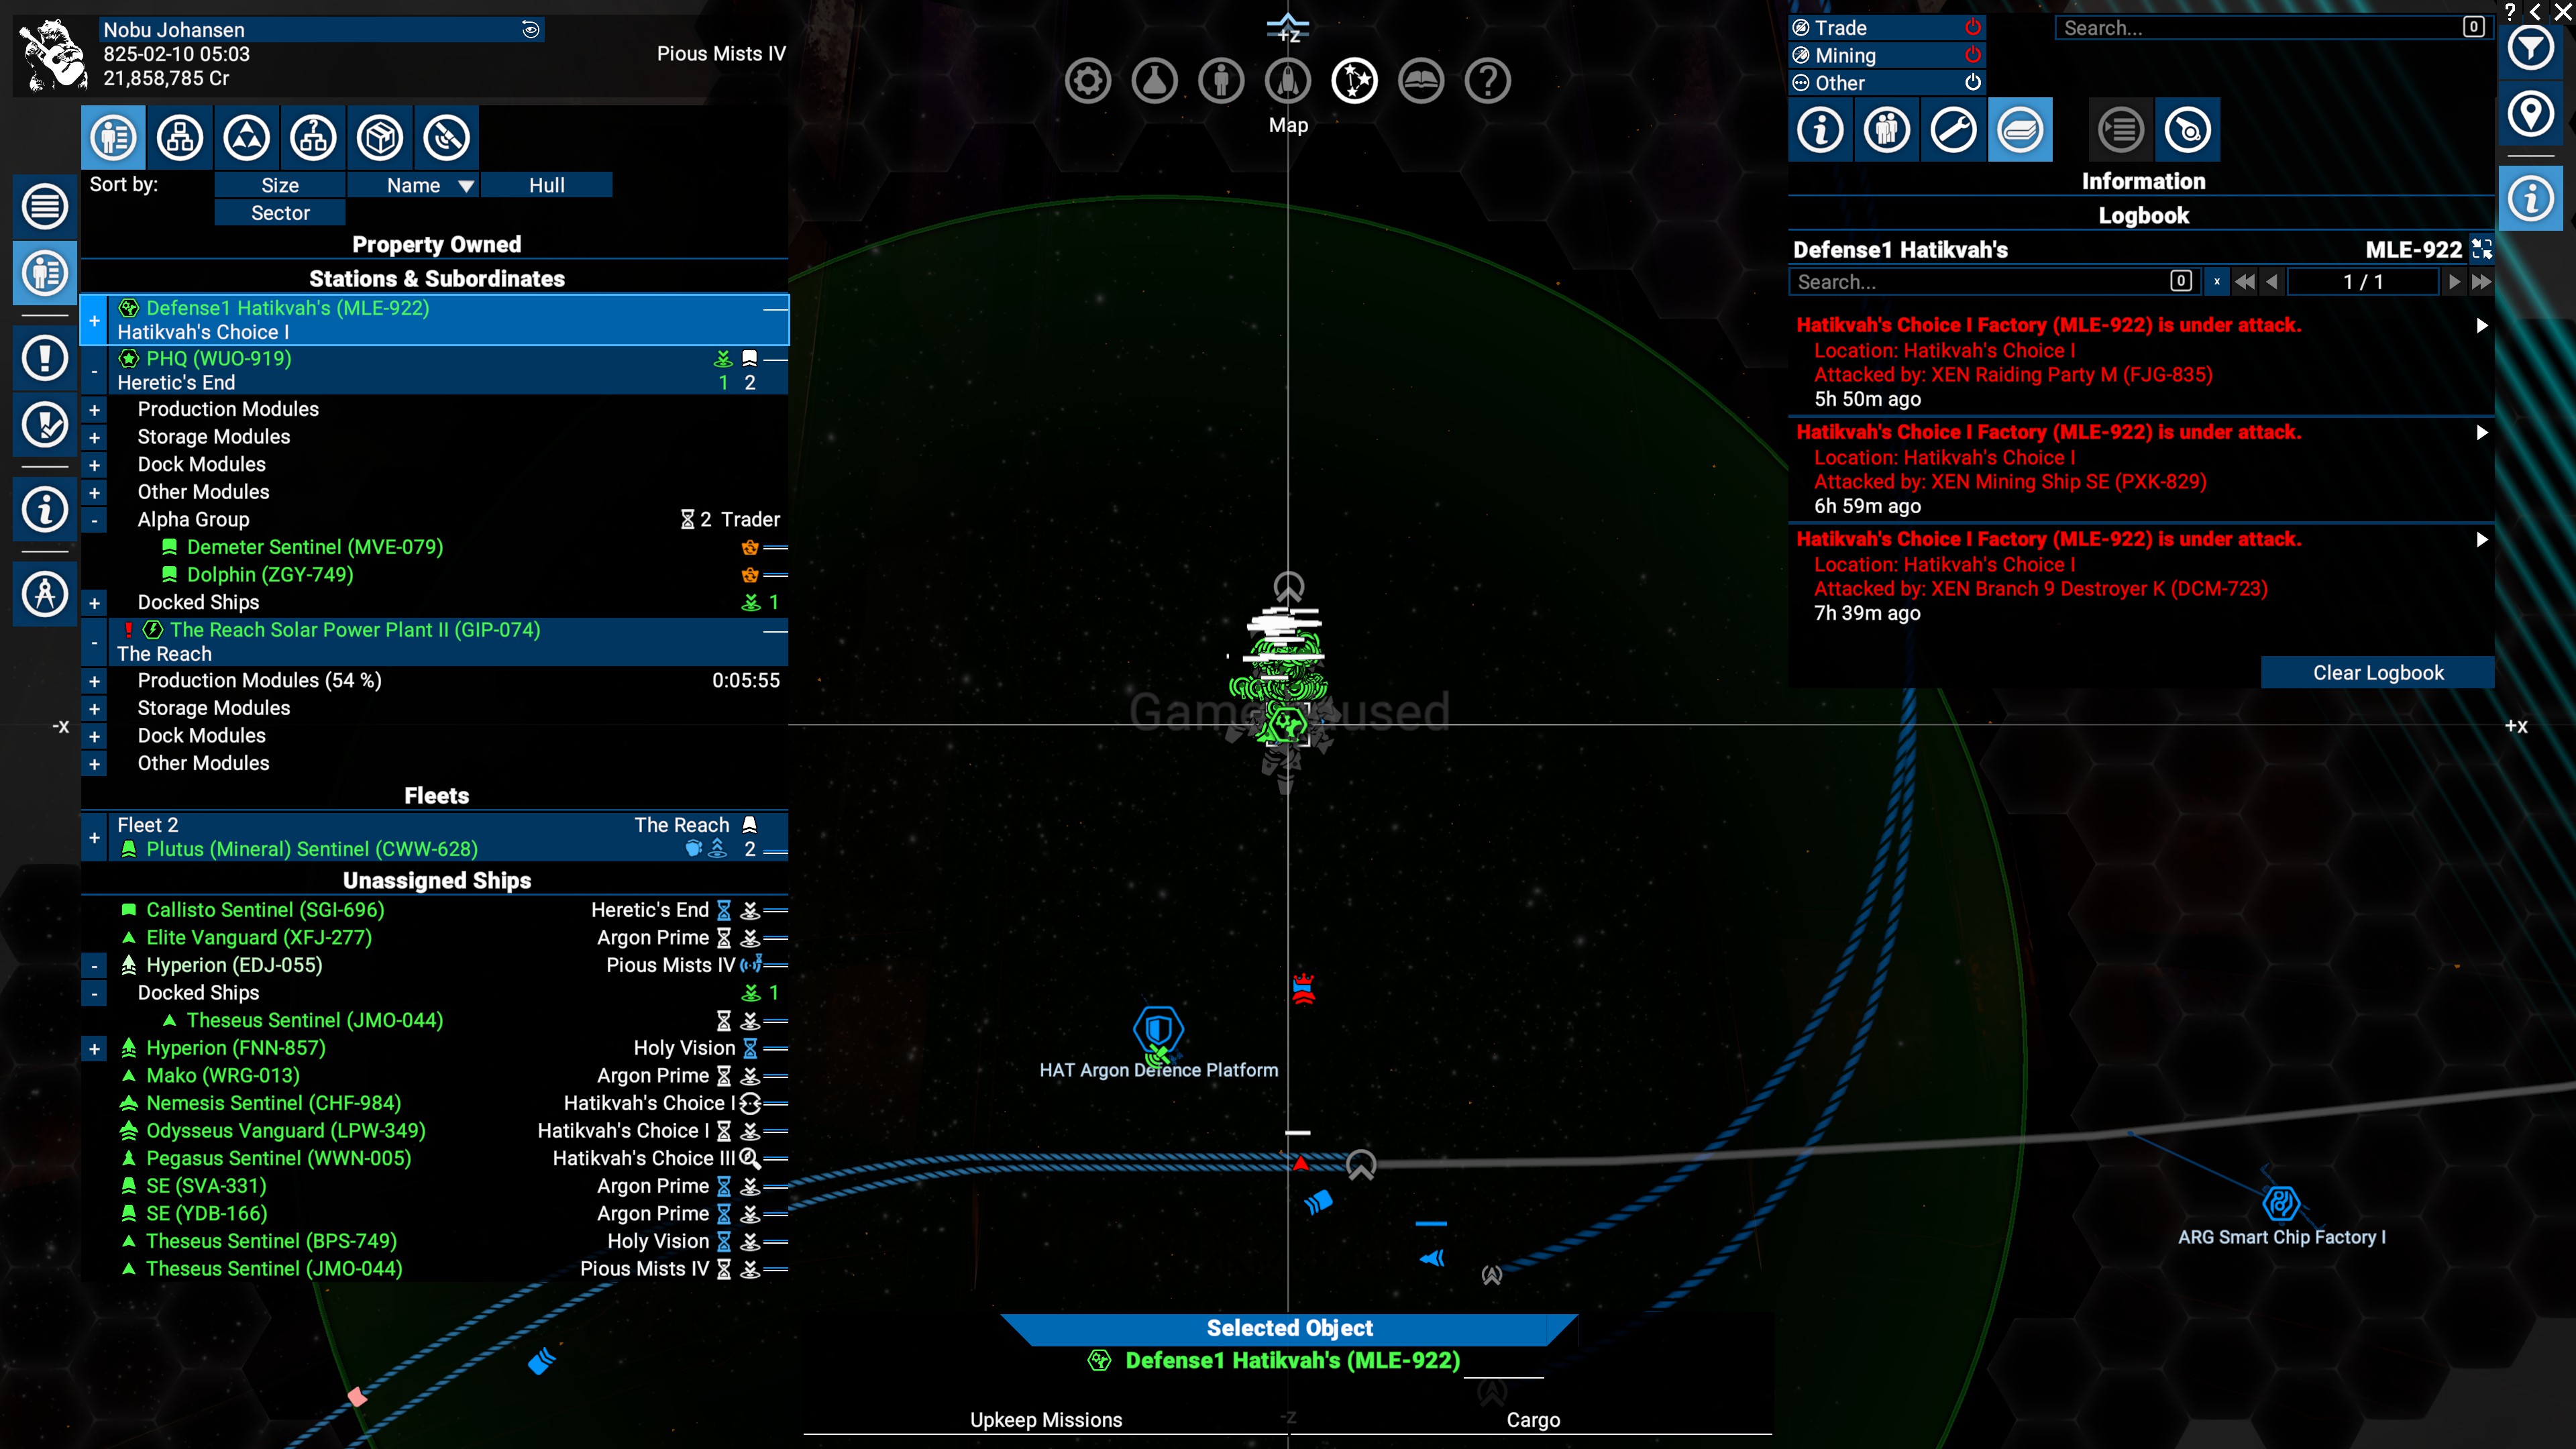 Nobu Johansen
825-02-10 05:03
Pious Mists IV
21,858,785 Cr
Sort by:
Size
Name
Hull
Sector
Property Owned
Stations & Subordinates
+
Defense1 Hatikvah's (MLE-922)
Hatikvah's Choice I
-
PHQ (WUO-919)
Heretic's End
1 2
+ Production Modules
+ Storage Modules
+ Dock Modules
+ Other Modules
- Alpha Group 2 Trader
Demeter Sentinel (MVE-079)
Dolphin (ZGY-749)
+ Docked Ships 1
-
! The Reach Solar Power Plant II (GIP-074)
The Reach
+ Production Modules (54 %) 0:05:55
+ Storage Modules
+ Dock Modules
+ Other Modules
Fleets
+
Fleet 2 The Reach
Plutus (Mineral) Sentinel (CWW-628) 2
Unassigned Ships
Callisto Sentinel (SGI-696) Heretic's End
Elite Vanguard (XFJ-277) Argon Prime
- Hyperion (EDJ-055) Pious Mists IV
- Docked Ships 1
Theseus Sentinel (JMO-044)
+ Hyperion (FNN-857) Holy Vision
Mako (WRG-013) Argon Prime
Nemesis Sentinel (CHF-984) Hatikvah's Choice I
Odysseus Vanguard (LPW-349) Hatikvah's Choice I
Pegasus Sentinel (WWN-005) Hatikvah's Choice III
SE (SVA-331) Argon Prime
SE (YDB-166) Argon Prime
Theseus Sentinel (BPS-749) Holy Vision
Theseus Sentinel (JMO-044) Pious Mists IV
+Z
Map
-X
+X
HAT Argon Defence Platform
ARG Smart Chip Factory I
Selected Object
Defense1 Hatikvah's (MLE-922)
Upkeep Missions
-Z
Cargo
? < X
Trade
Mining
Other
Search... 0
Information
Logbook
Defense1 Hatikvah's MLE-922
Search... 0 x 1 / 1
Hatikvah's Choice I Factory (MLE-922) is under attack.
Location: Hatikvah's Choice I
Attacked by: XEN Raiding Party M (FJG-835)
5h 50m ago
Hatikvah's Choice I Factory (MLE-922) is under attack.
Location: Hatikvah's Choice I
Attacked by: XEN Mining Ship SE (PXK-829)
6h 59m ago
Hatikvah's Choice I Factory (MLE-922) is under attack.
Location: Hatikvah's Choice I
Attacked by: XEN Branch 9 Destroyer K (DCM-723)
7h 39m ago
Clear Logbook